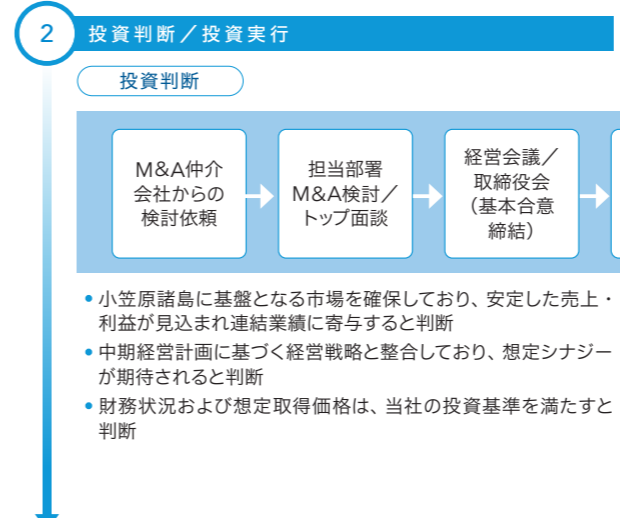 2
投資判断／投資実行
投資判断
M&A仲介
会社からの
検討依頼
担当部署
M&A検討／
トップ面談
経営会議／
取締役会
（基本合意
締結）
• 小笠原諸島に基盤となる市場を確保しており、安定した売上・
利益が見込まれ連結業績に寄与すると判断
• 中期経営計画に基づく経営戦略と整合しており、想定シナジー
が期待されると判断
• 財務状況および想定取得価格は、当社の投資基準を満たすと
判断